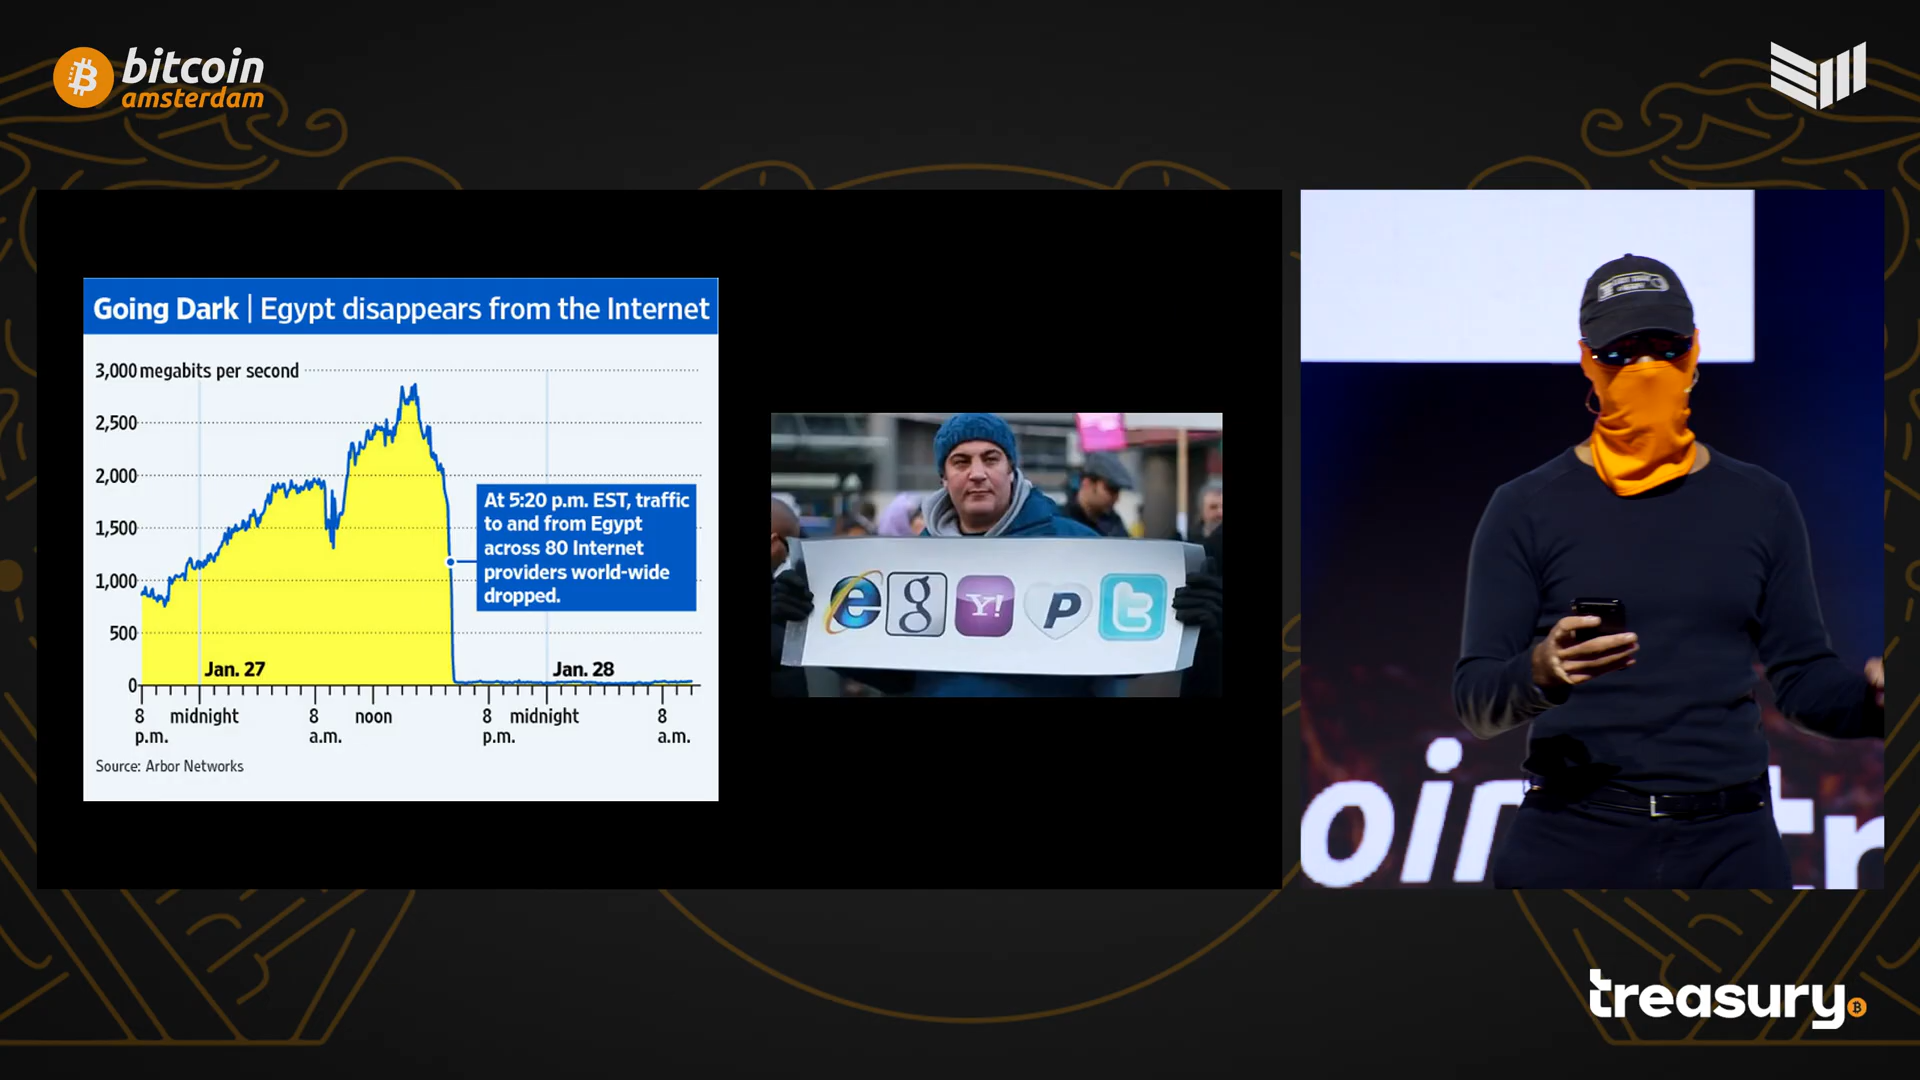 bitcoin
amsterdam
Going Dark | Egypt disappears from the Internet
3,000 megabits per second
2,500
2,000
1,500
1,000
500
0
At 5:20 p.m. EST, traffic
to and from Egypt
across 80 Internet
providers world-wide
dropped.
Jan. 27
Jan. 28
8 midnight 8 noon 8 midnight 8
p.m. a.m. p.m. a.m.
Source: Arbor Networks
e g Y! P t
oin tr
treasury